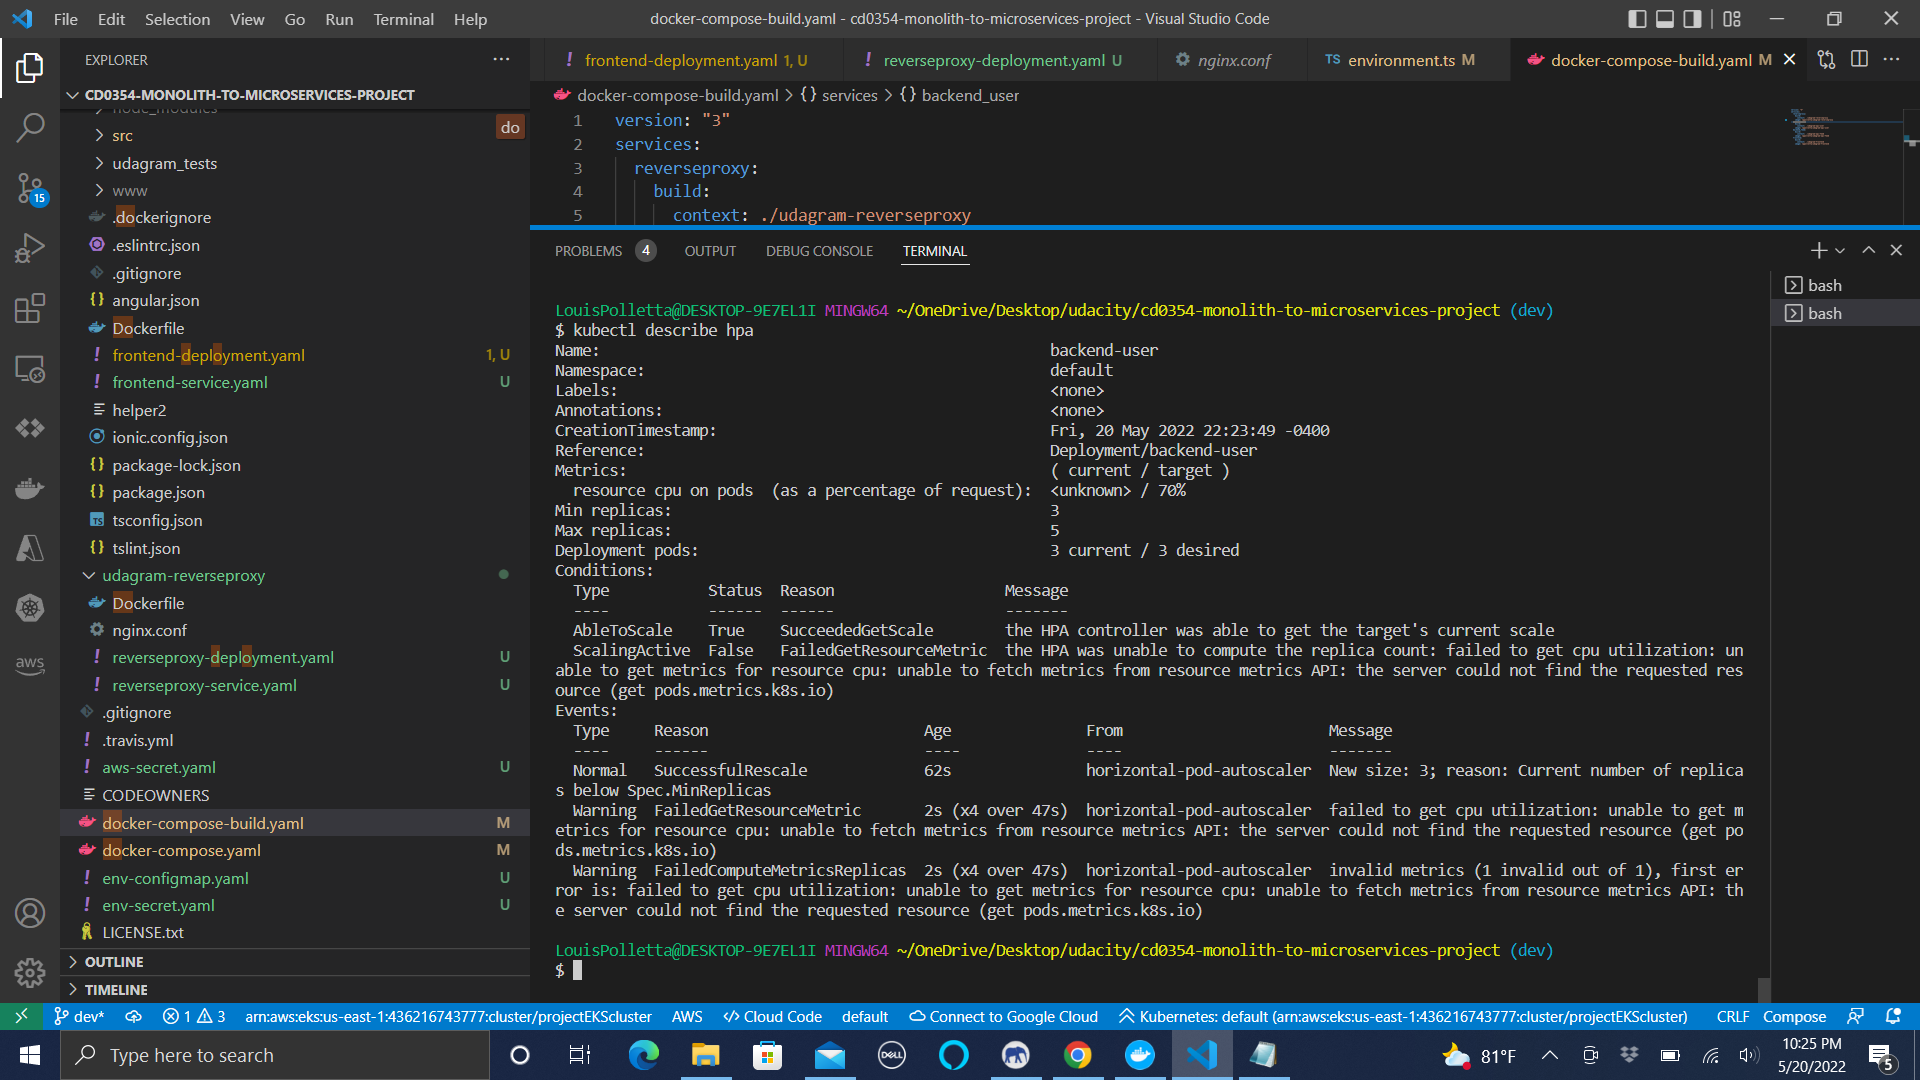 File Edit Selection View Go Run Terminal Help
docker-compose-build.yaml - cd0354-monolith-to-microservices-project - Visual Studio Code
EXPLORER
CD0354-MONOLITH-TO-MICROSERVICES-PROJECT
node_modules
do
src
udagram_tests
www
.dockerignore
.eslintrc.json
.gitignore
angular.json
Dockerfile
frontend-deployment.yaml 1, U
frontend-service.yaml U
helper2
ionic.config.json
package-lock.json
package.json
tsconfig.json
tslint.json
udagram-reverseproxy
Dockerfile
nginx.conf
reverseproxy-deployment.yaml U
reverseproxy-service.yaml U
.gitignore
.travis.yml
aws-secret.yaml U
CODEOWNERS
docker-compose-build.yaml M
docker-compose.yaml M
env-configmap.yaml U
env-secret.yaml U
LICENSE.txt
OUTLINE
TIMELINE
15
aws
! frontend-deployment.yaml 1, U
! reverseproxy-deployment.yaml U
nginx.conf
TS environment.ts M
docker-compose-build.yaml M
docker-compose-build.yaml > {} services > {} backend_user
1 version: "3"
2 services:
3 reverseproxy:
4 build:
5 context: ./udagram-reverseproxy
PROBLEMS 4 OUTPUT DEBUG CONSOLE TERMINAL
bash
bash
LouisPolletta@DESKTOP-9E7EL1I MINGW64 ~/OneDrive/Desktop/udacity/cd0354-monolith-to-microservices-project (dev)
$ kubectl describe hpa
Name: backend-user
Namespace: default
Labels: <none>
Annotations: <none>
CreationTimestamp: Fri, 20 May 2022 22:23:49 -0400
Reference: Deployment/backend-user
Metrics: ( current / target )
resource cpu on pods (as a percentage of request): <unknown> / 70%
Min replicas: 3
Max replicas: 5
Deployment pods: 3 current / 3 desired
Conditions:
Type Status Reason Message
---- ------ ------ -------
AbleToScale True SucceededGetScale the HPA controller was able to get the target's current scale
ScalingActive False FailedGetResourceMetric the HPA was unable to compute the replica count: failed to get cpu utilization: un
able to get metrics for resource cpu: unable to fetch metrics from resource metrics API: the server could not find the requested res
ource (get pods.metrics.k8s.io)
Events:
Type Reason Age From Message
---- ------ ---- ---- -------
Normal SuccessfulRescale 62s horizontal-pod-autoscaler New size: 3; reason: Current number of replica
s below Spec.MinReplicas
Warning FailedGetResourceMetric 2s (x4 over 47s) horizontal-pod-autoscaler failed to get cpu utilization: unable to get m
etrics for resource cpu: unable to fetch metrics from resource metrics API: the server could not find the requested resource (get po
ds.metrics.k8s.io)
Warning FailedComputeMetricsReplicas 2s (x4 over 47s) horizontal-pod-autoscaler invalid metrics (1 invalid out of 1), first er
ror is: failed to get cpu utilization: unable to get metrics for resource cpu: unable to fetch metrics from resource metrics API: th
e server could not find the requested resource (get pods.metrics.k8s.io)
LouisPolletta@DESKTOP-9E7EL1I MINGW64 ~/OneDrive/Desktop/udacity/cd0354-monolith-to-microservices-project (dev)
$
dev* 1 3 arn:aws:eks:us-east-1:436216743777:cluster/projectEKScluster AWS </> Cloud Code default Connect to Google Cloud Kubernetes: default (arn:aws:eks:us-east-1:436216743777:cluster/projectEKScluster) CRLF Compose
Type here to search
DELL
81°F
10:25 PM
5/20/2022
5